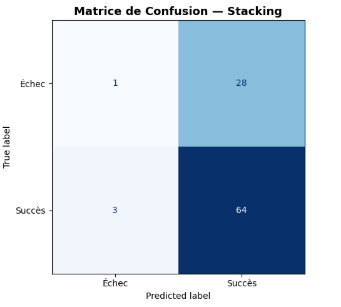 Matrice de Confusion — Stacking
True label
Échec
1
28
Succès
3
64
Échec
Succès
Predicted label